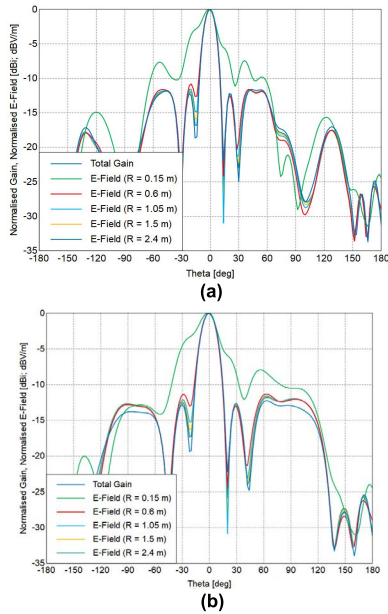 0
-5
-10
-15
-20
-25
-30
-35
Normalised Gain, Normalised E-Field [dBi; dBV/m]
Total Gain
E-Field (R = 0.15 m)
E-Field (R = 0.6 m)
E-Field (R = 1.05 m)
E-Field (R = 1.5 m)
E-Field (R = 2.4 m)
-180 -150 -120 -90 -60 -30 0 30 60 90 120 150 180
Theta [deg]
(a)
0
-5
-10
-15
-20
-25
-30
-35
Normalised Gain, Normalised E-Field [dBi; dBV/m]
Total Gain
E-Field (R = 0.15 m)
E-Field (R = 0.6 m)
E-Field (R = 1.05 m)
E-Field (R = 1.5 m)
E-Field (R = 2.4 m)
-180 -150 -120 -90 -60 -30 0 30 60 90 120 150 180
Theta [deg]
(b)